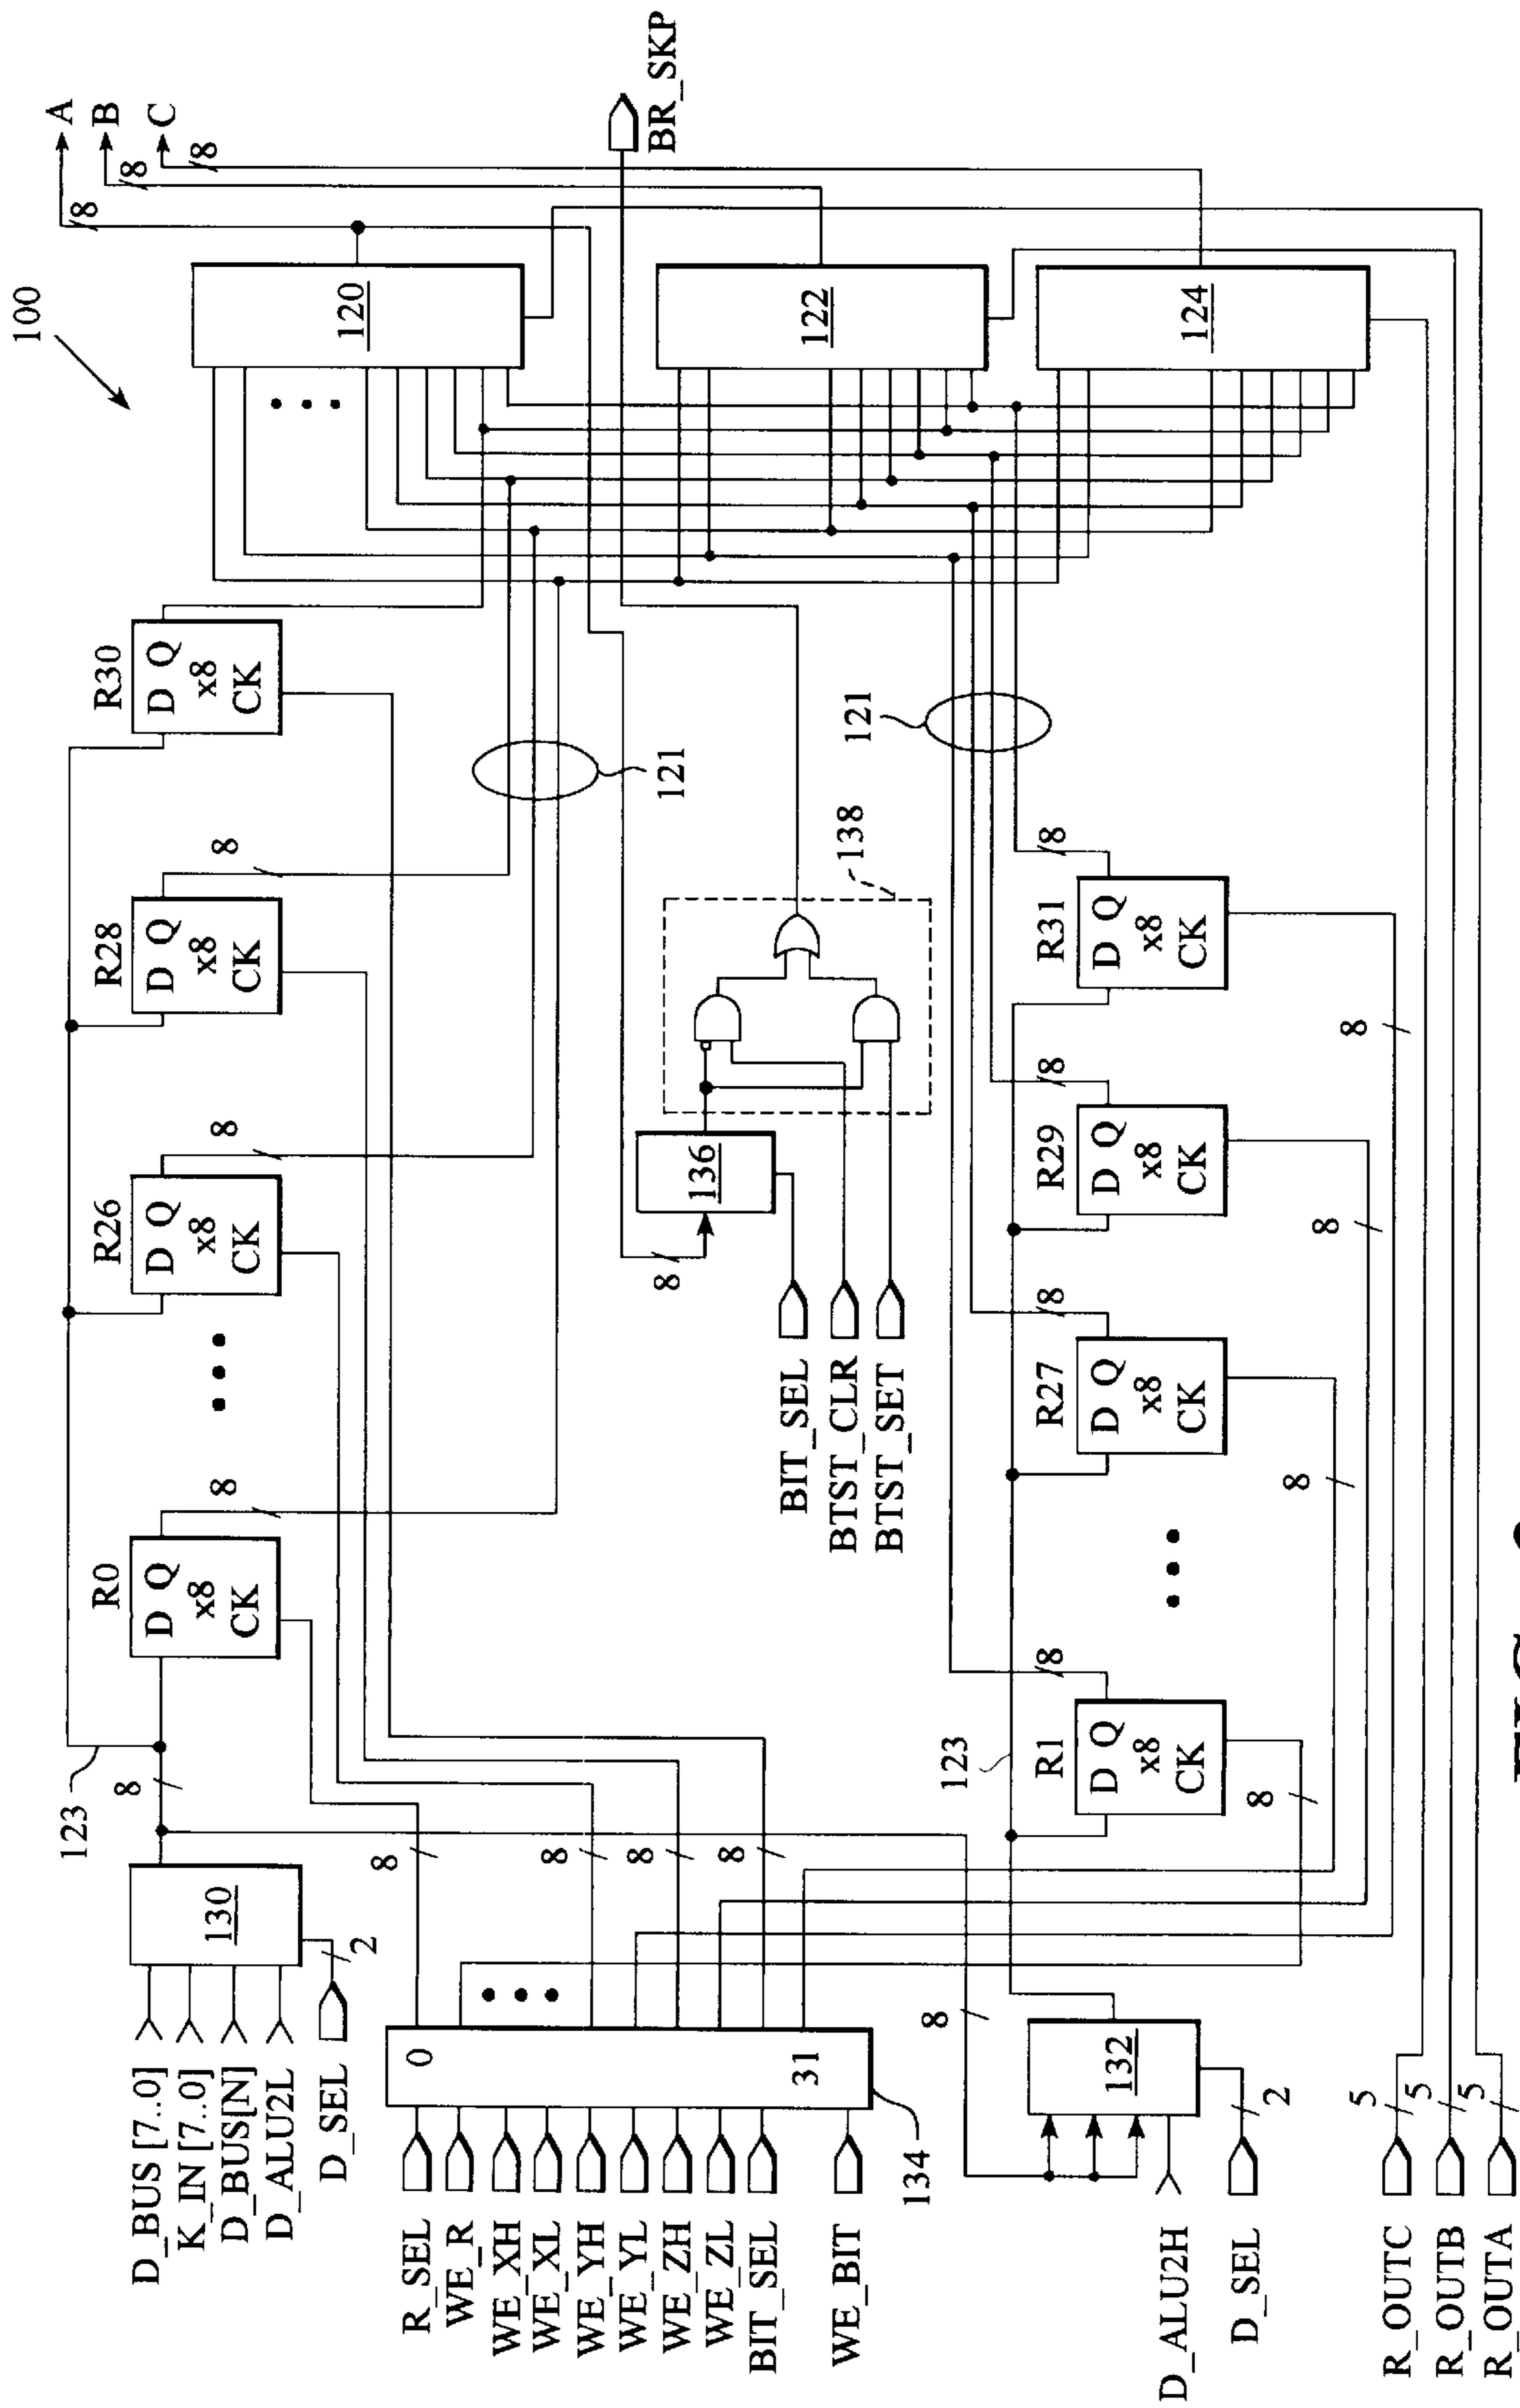 100
A
B
C
8
8
8
BR_SKP
120
122
124
R30
D Q
x8
CK
R28
D Q
x8
CK
8
R26
D Q
x8
CK
8
R0
D Q
x8
CK
8
121
121
138
136
8
BIT_SEL
BTST_CLR
BTST_SET
R31
D Q
x8
CK
8
R29
D Q
x8
CK
8
R27
D Q
x8
CK
8
R1
D Q
x8
CK
8
8
8
8
8
123
123
8
130
D_BUS [7..0]
K_IN [7..0]
D_BUS[N]
D_ALU2L
D_SEL
2
8
8
8
8
0
31
134
R_SEL
WE_R
WE_XH
WE_XL
WE_YH
WE_YL
WE_ZH
WE_ZL
BIT_SEL
WE_BIT
8
132
D_ALU2H
D_SEL
2
R_OUTC
R_OUTB
R_OUTA
5
5
5